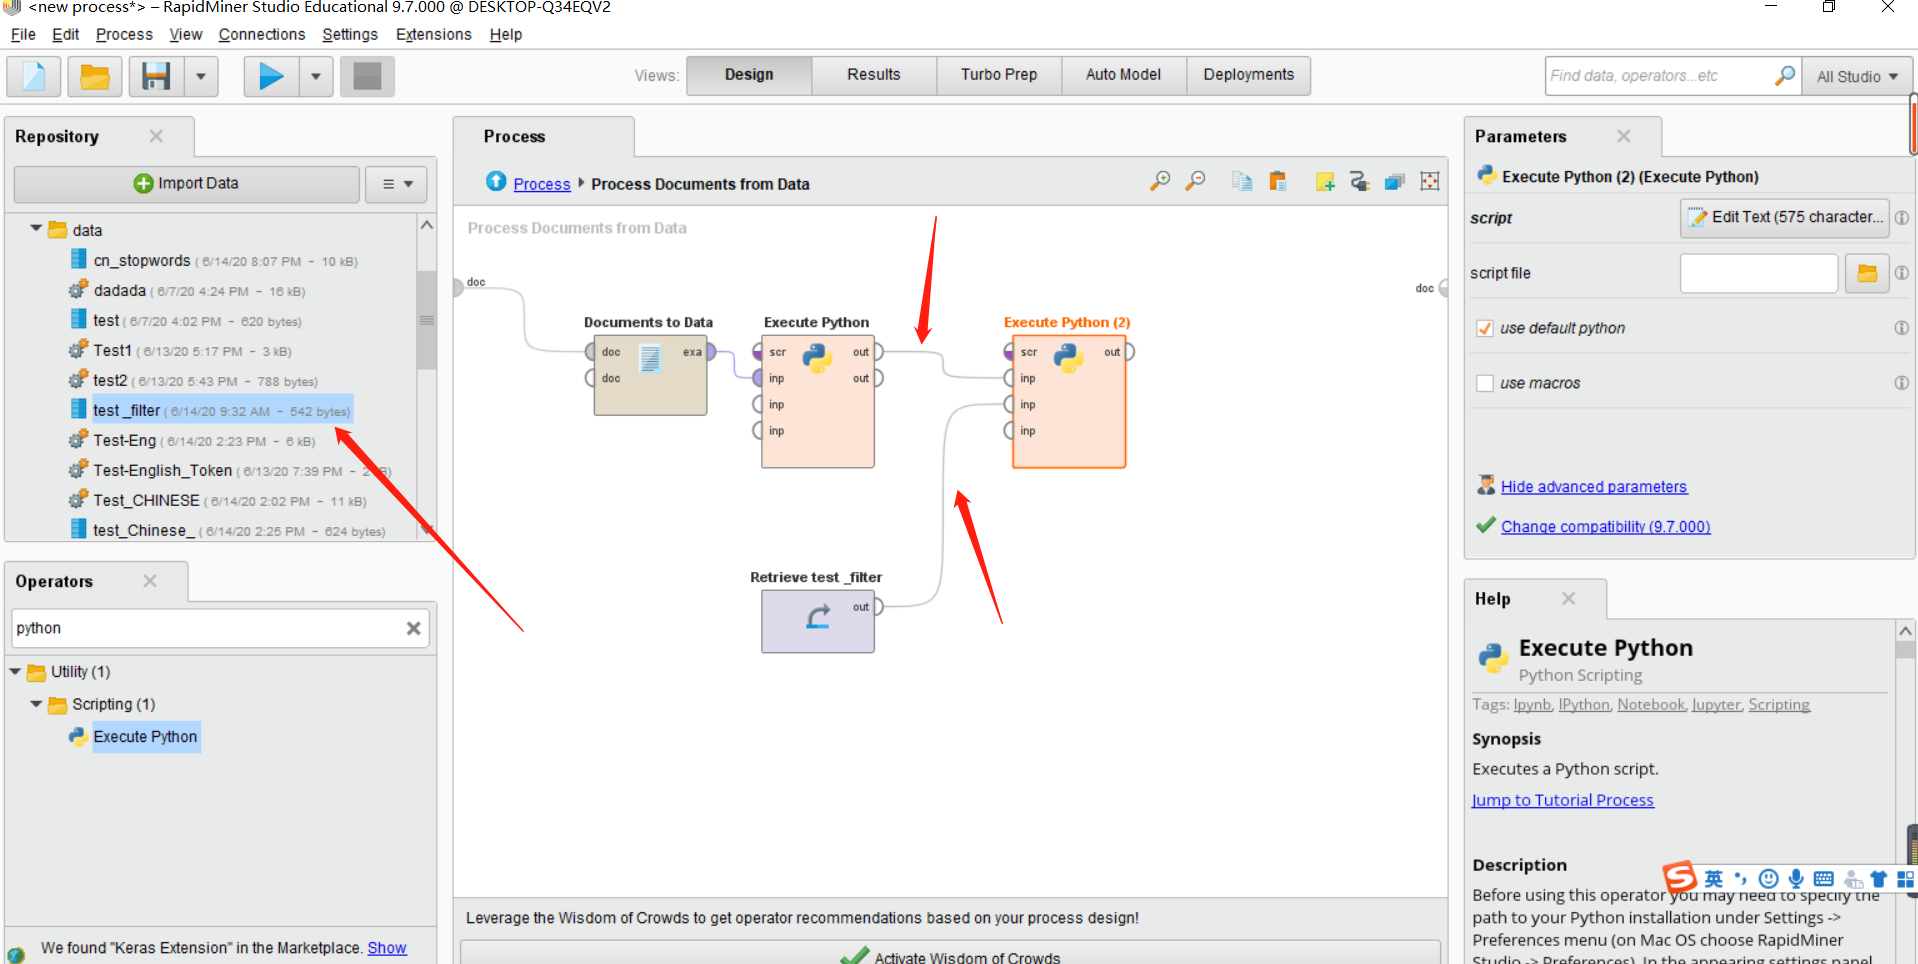 <new process*> – RapidMiner Studio Educational 9.7.000 @ DESKTOP-Q34EQV2
File Edit Process View Connections Settings Extensions Help
Views: Design Results Turbo Prep Auto Model Deployments
Find data, operators...etc
All Studio
Repository
Import Data
data
cn_stopwords ( 6/14/20 8:07 PM – 10 kB)
dadada ( 6/7/20 4:24 PM – 16 kB)
test ( 6/7/20 4:02 PM – 620 bytes)
Test1 ( 6/13/20 5:17 PM – 3 kB)
test2 ( 6/13/20 5:43 PM – 788 bytes)
test _filter ( 6/14/20 9:32 AM – 542 bytes)
Test-Eng ( 6/14/20 2:23 PM – 6 kB)
Test-English_Token ( 6/13/20 7:39 PM – 2 kB)
Test_CHINESE ( 6/14/20 2:02 PM – 11 kB)
test_Chinese_ ( 6/14/20 2:25 PM – 624 bytes)
Operators
python
Utility (1)
Scripting (1)
Execute Python
We found "Keras Extension" in the Marketplace. Show
Process
Process Process Documents from Data
Process Documents from Data
doc
doc
Documents to Data
doc exa
doc
Execute Python
scr out
inp out
inp
inp
Execute Python (2)
scr out
inp
inp
inp
Retrieve test _filter
out
Leverage the Wisdom of Crowds to get operator recommendations based on your process design!
Activate Wisdom of Crowds
Parameters
Execute Python (2) (Execute Python)
script
Edit Text (575 character...
script file
use default python
use macros
Hide advanced parameters
Change compatibility (9.7.000)
Help
Execute Python
Python Scripting
Tags: Ipynb, IPython, Notebook, Jupyter, Scripting
Synopsis
Executes a Python script.
Jump to Tutorial Process
Description
英
Before using this operator you may need to specify the
path to your Python installation under Settings ->
Preferences menu (on Mac OS choose RapidMiner
Studio -> Preferences). In the appearing settings panel